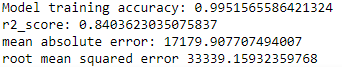 Model training accuracy: 0.9951565586421324
r2_score: 0.8403623035075837
mean absolute error: 17179.907707494007
root mean squared error 33339.15932359768